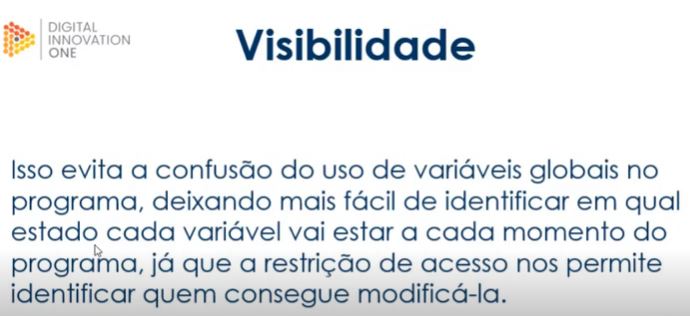 DIGITAL
INNOVATION
ONE
Visibilidade
Isso evita a confusão do uso de variáveis globais no
programa, deixando mais fácil de identificar em qual
estado cada variável vai estar a cada momento do
programa, já que a restrição de acesso nos permite
identificar quem consegue modificá-la.